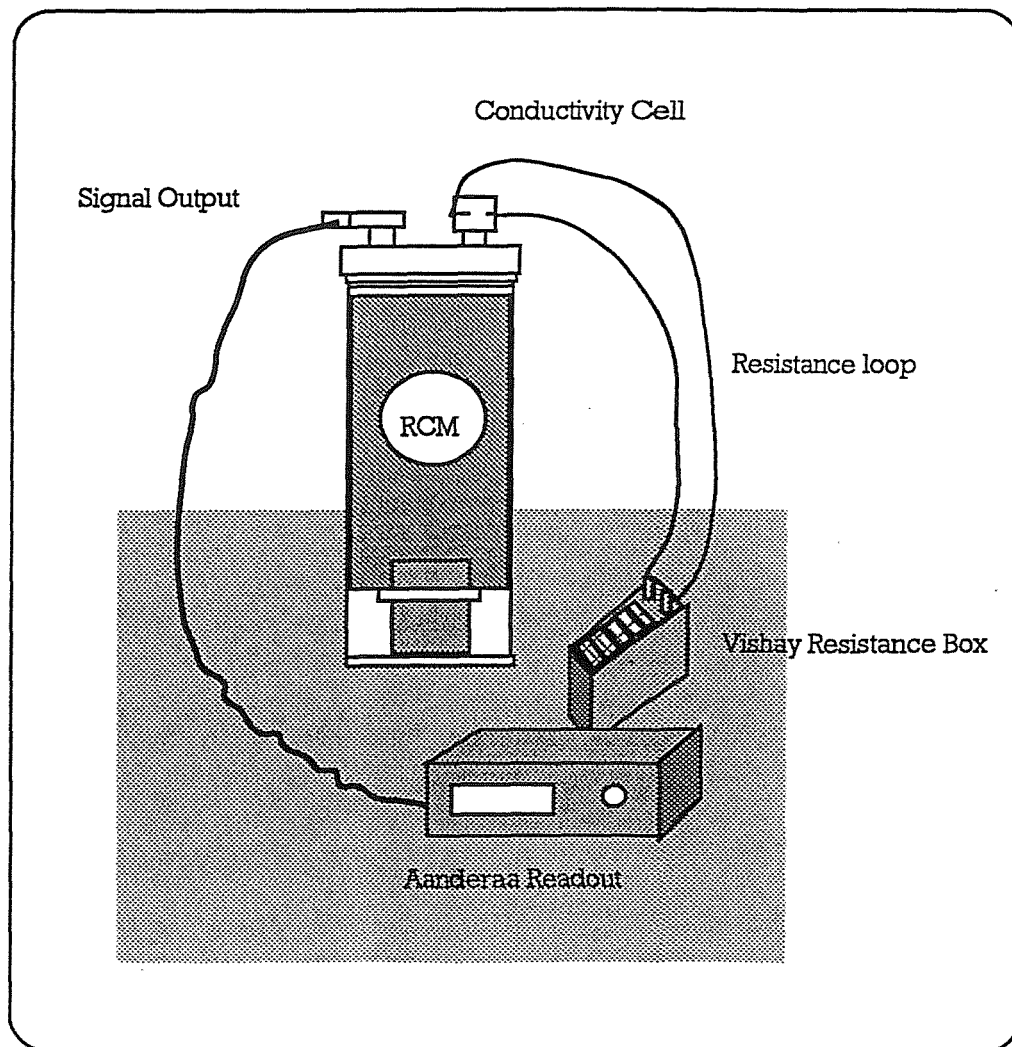 Conductivity Cell
Signal Output
Resistance loop
RCM
Vishay Resistance Box
Aanderaa Readout